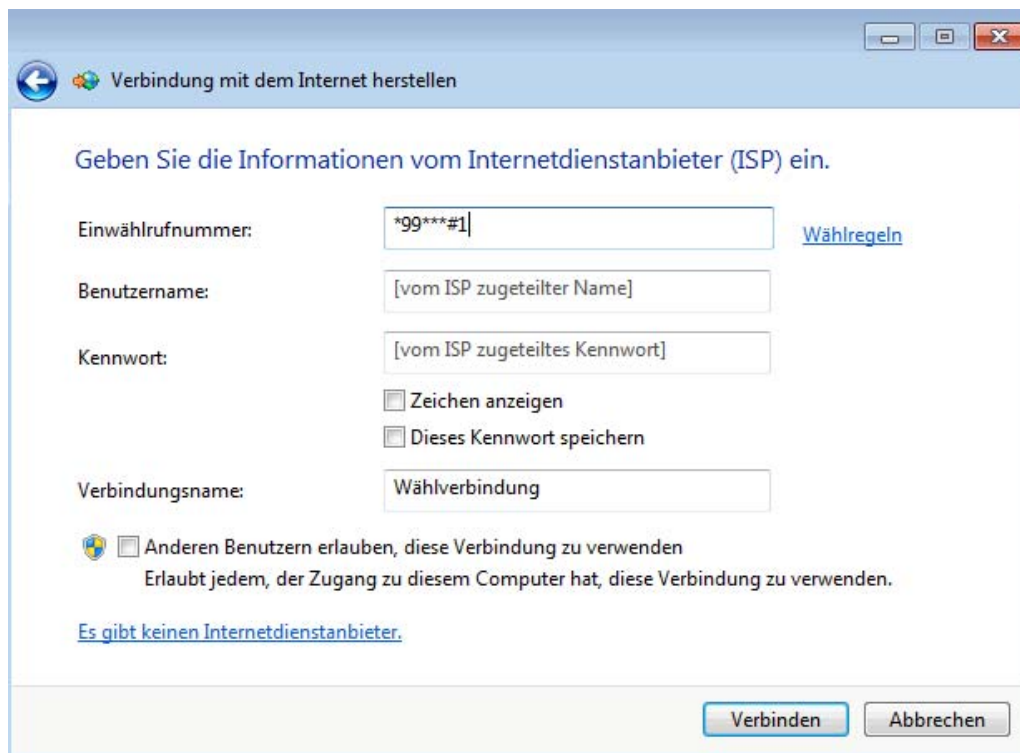 Verbindung mit dem Internet herstellen
Geben Sie die Informationen vom Internetdienstanbieter (ISP) ein.
Einwählrufnummer: *99***#1 Wählregeln
Benutzername: [vom ISP zugeteilter Name]
Kennwort: [vom ISP zugeteiltes Kennwort]
Zeichen anzeigen
Dieses Kennwort speichern
Verbindungsname: Wählverbindung
Anderen Benutzern erlauben, diese Verbindung zu verwenden
Erlaubt jedem, der Zugang zu diesem Computer hat, diese Verbindung zu verwenden.
Es gibt keinen Internetdienstanbieter.
Verbinden Abbrechen